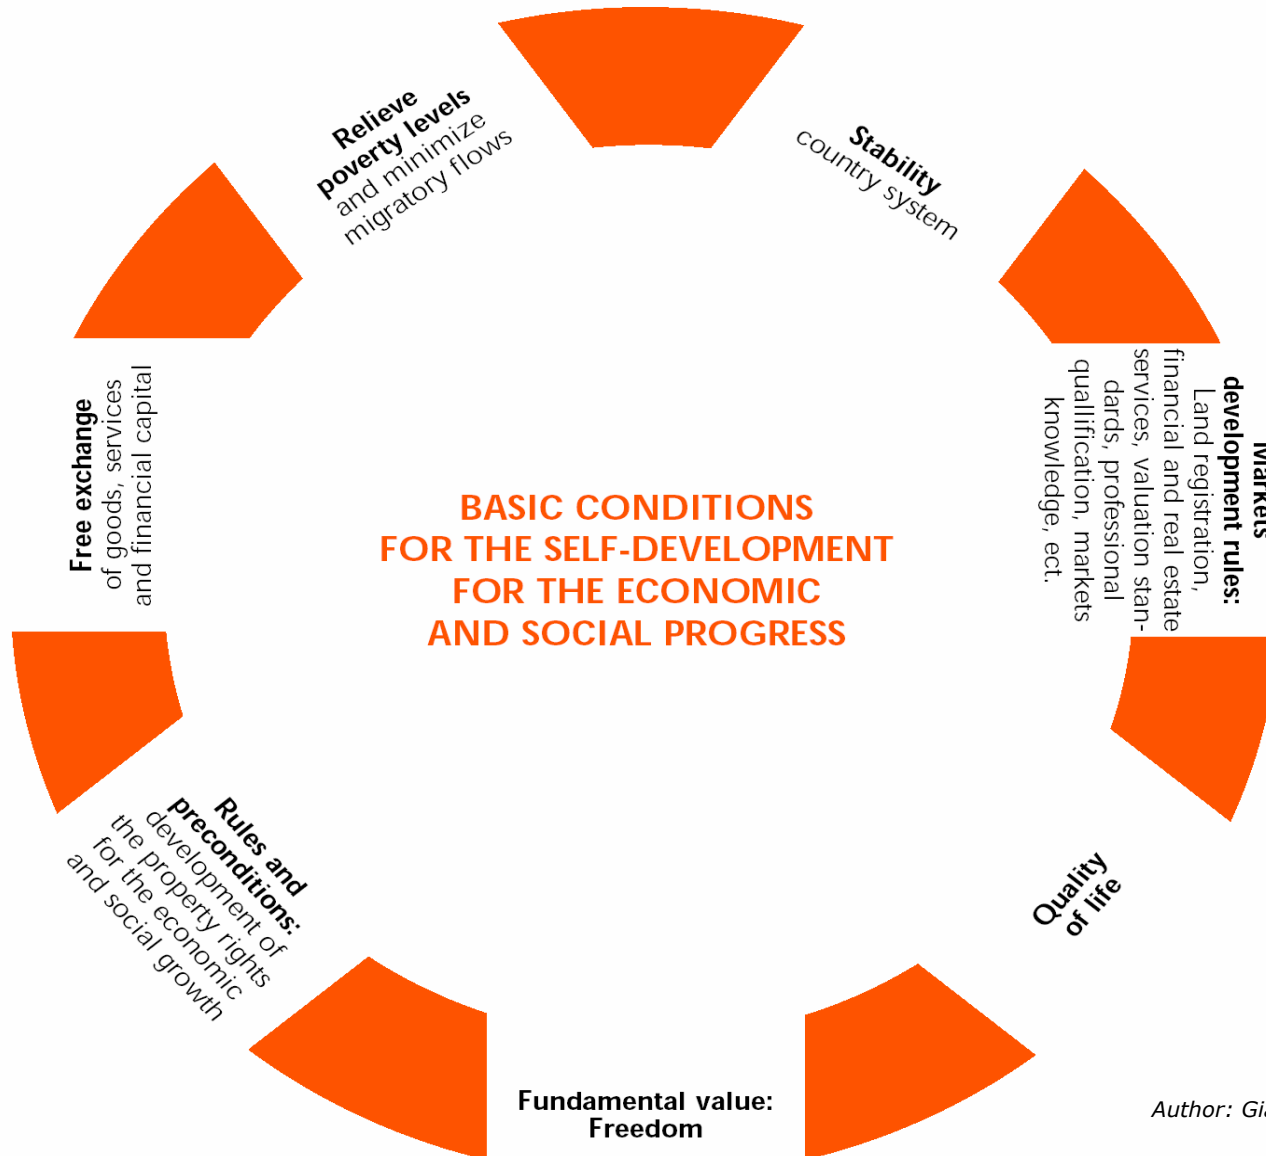 Relieve
poverty levels
and minimize
migratory flows
Stability
country system
Markets
development rules:
Land registration,
financial and real estate
services, valuation stan-
dards, professional
quallification, markets
knowledge, ect.
Free exchange
of goods, services
and financial capital
BASIC CONDITIONS
FOR THE SELF-DEVELOPMENT
FOR THE ECONOMIC
AND SOCIAL PROGRESS
Rules and
preconditions:
development of
the property rights
for the economic
and social growth
Quality
of life
Fundamental value:
Freedom
Author: